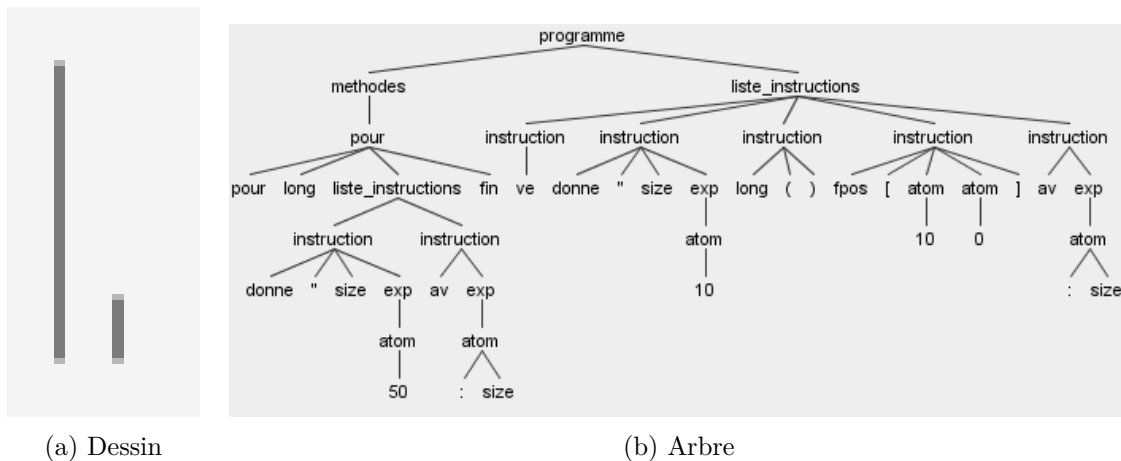 programme
methodes liste_instructions
pour instruction instruction instruction instruction instruction
pour long liste_instructions fin ve donne " size exp long ( ) fpos [ atom atom ] av exp
instruction instruction atom 10 0 atom
donne " size exp av exp 10 : size
atom atom
50 : size
(a) Dessin (b) Arbre